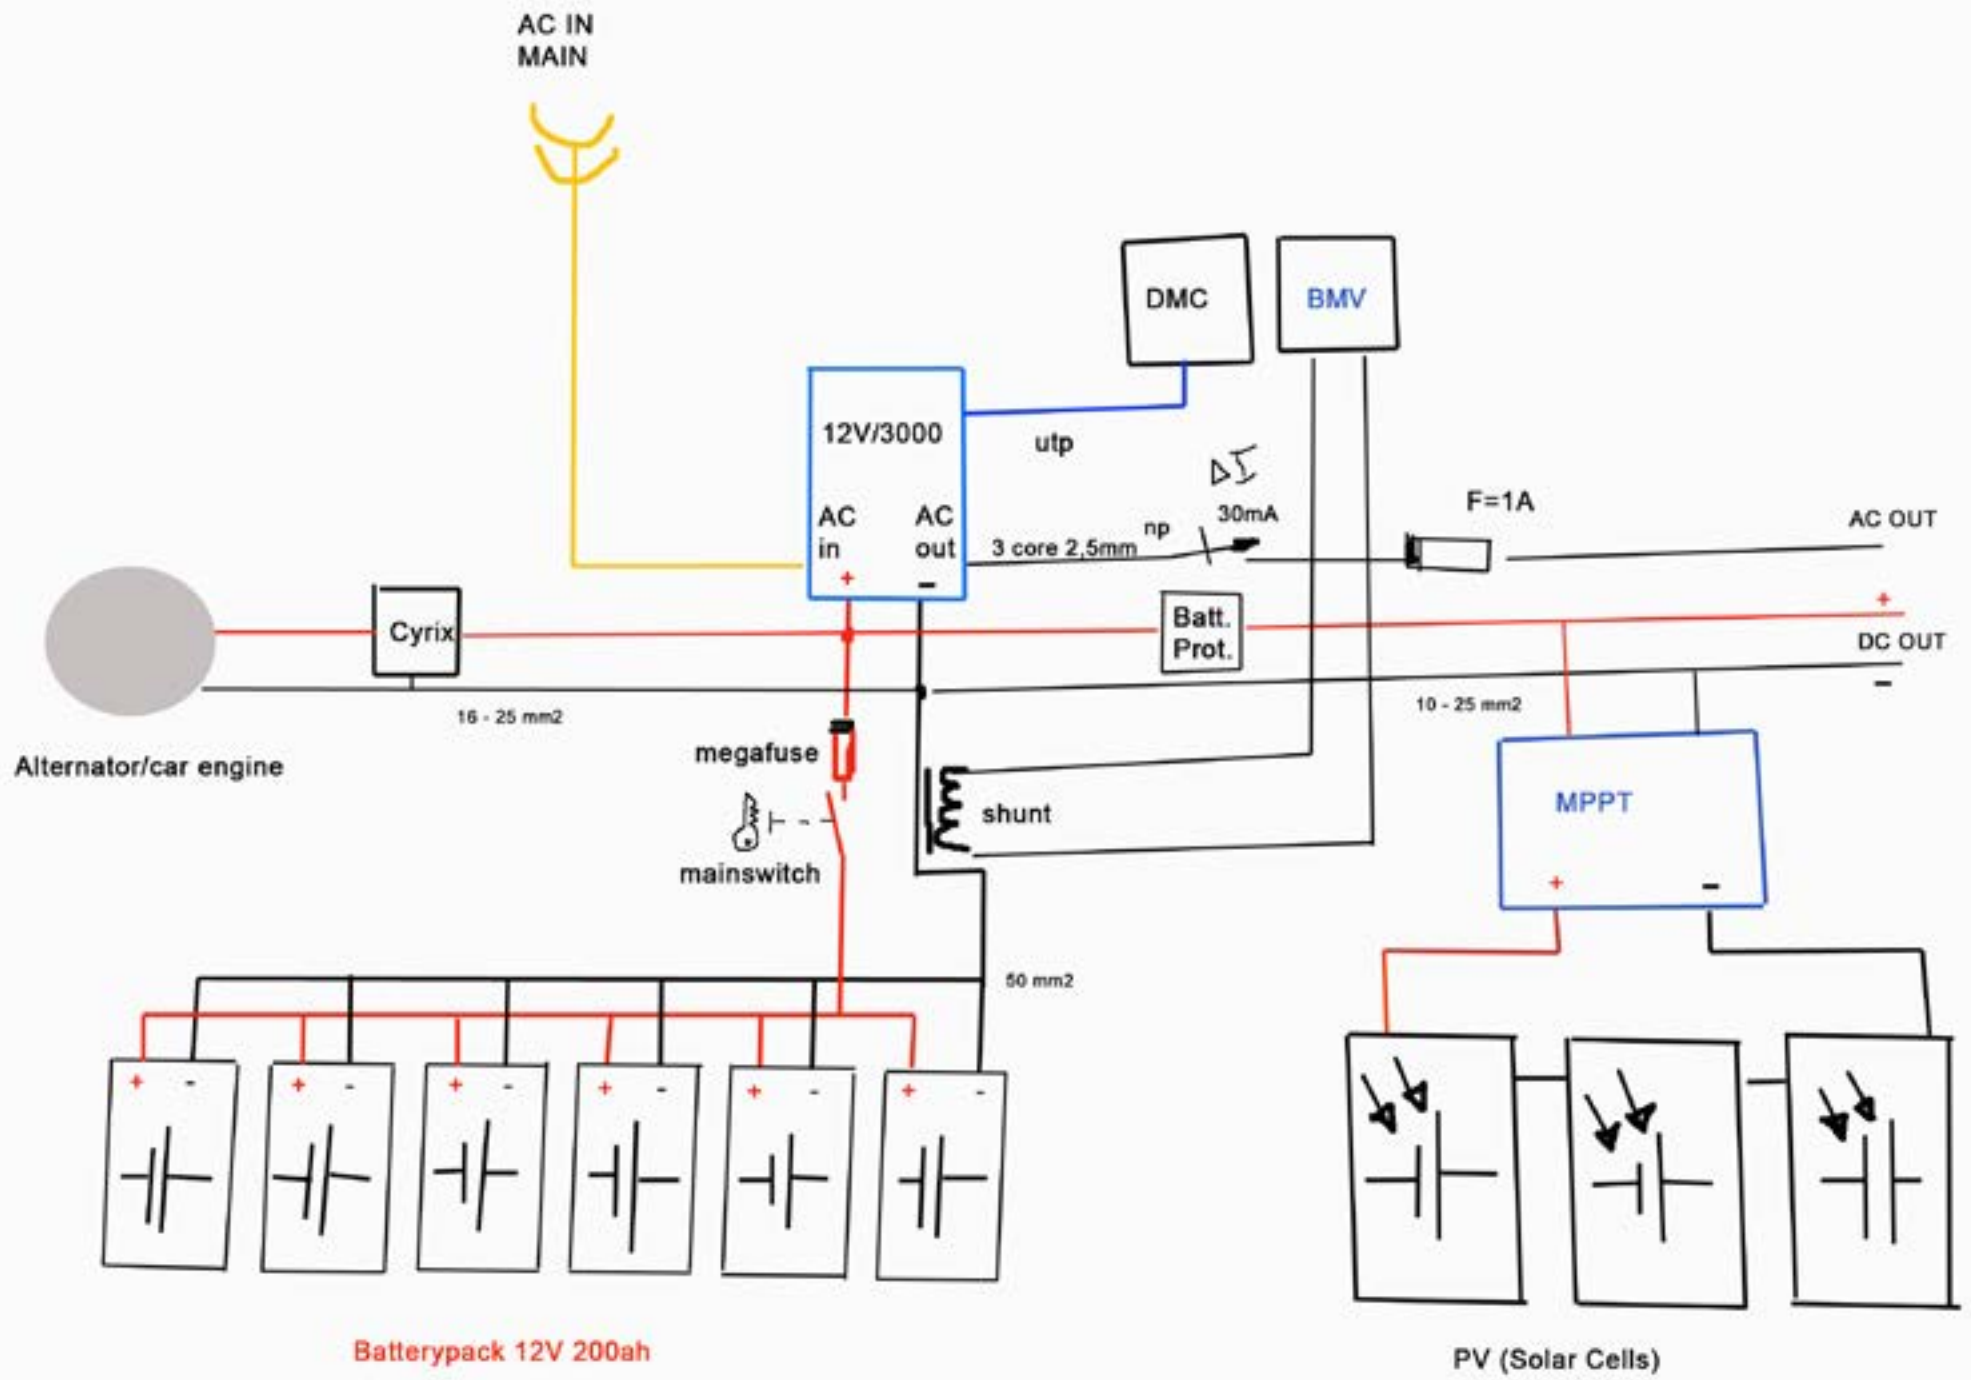 AC IN
MAIN
DMC
BMV
12V/3000
utp
ΔI
30mA
np
F=1A
AC
in
AC
out
3 core 2,5mm
AC OUT
+
-
Cyrix
Batt.
Prot.
+
DC OUT
-
16 - 25 mm2
10 - 25 mm2
Alternator/car engine
megafuse
shunt
mainswitch
MPPT
+
-
50 mm2
+ -
+ -
+ -
+ -
+ -
+ -
Batterypack 12V 200ah
PV (Solar Cells)